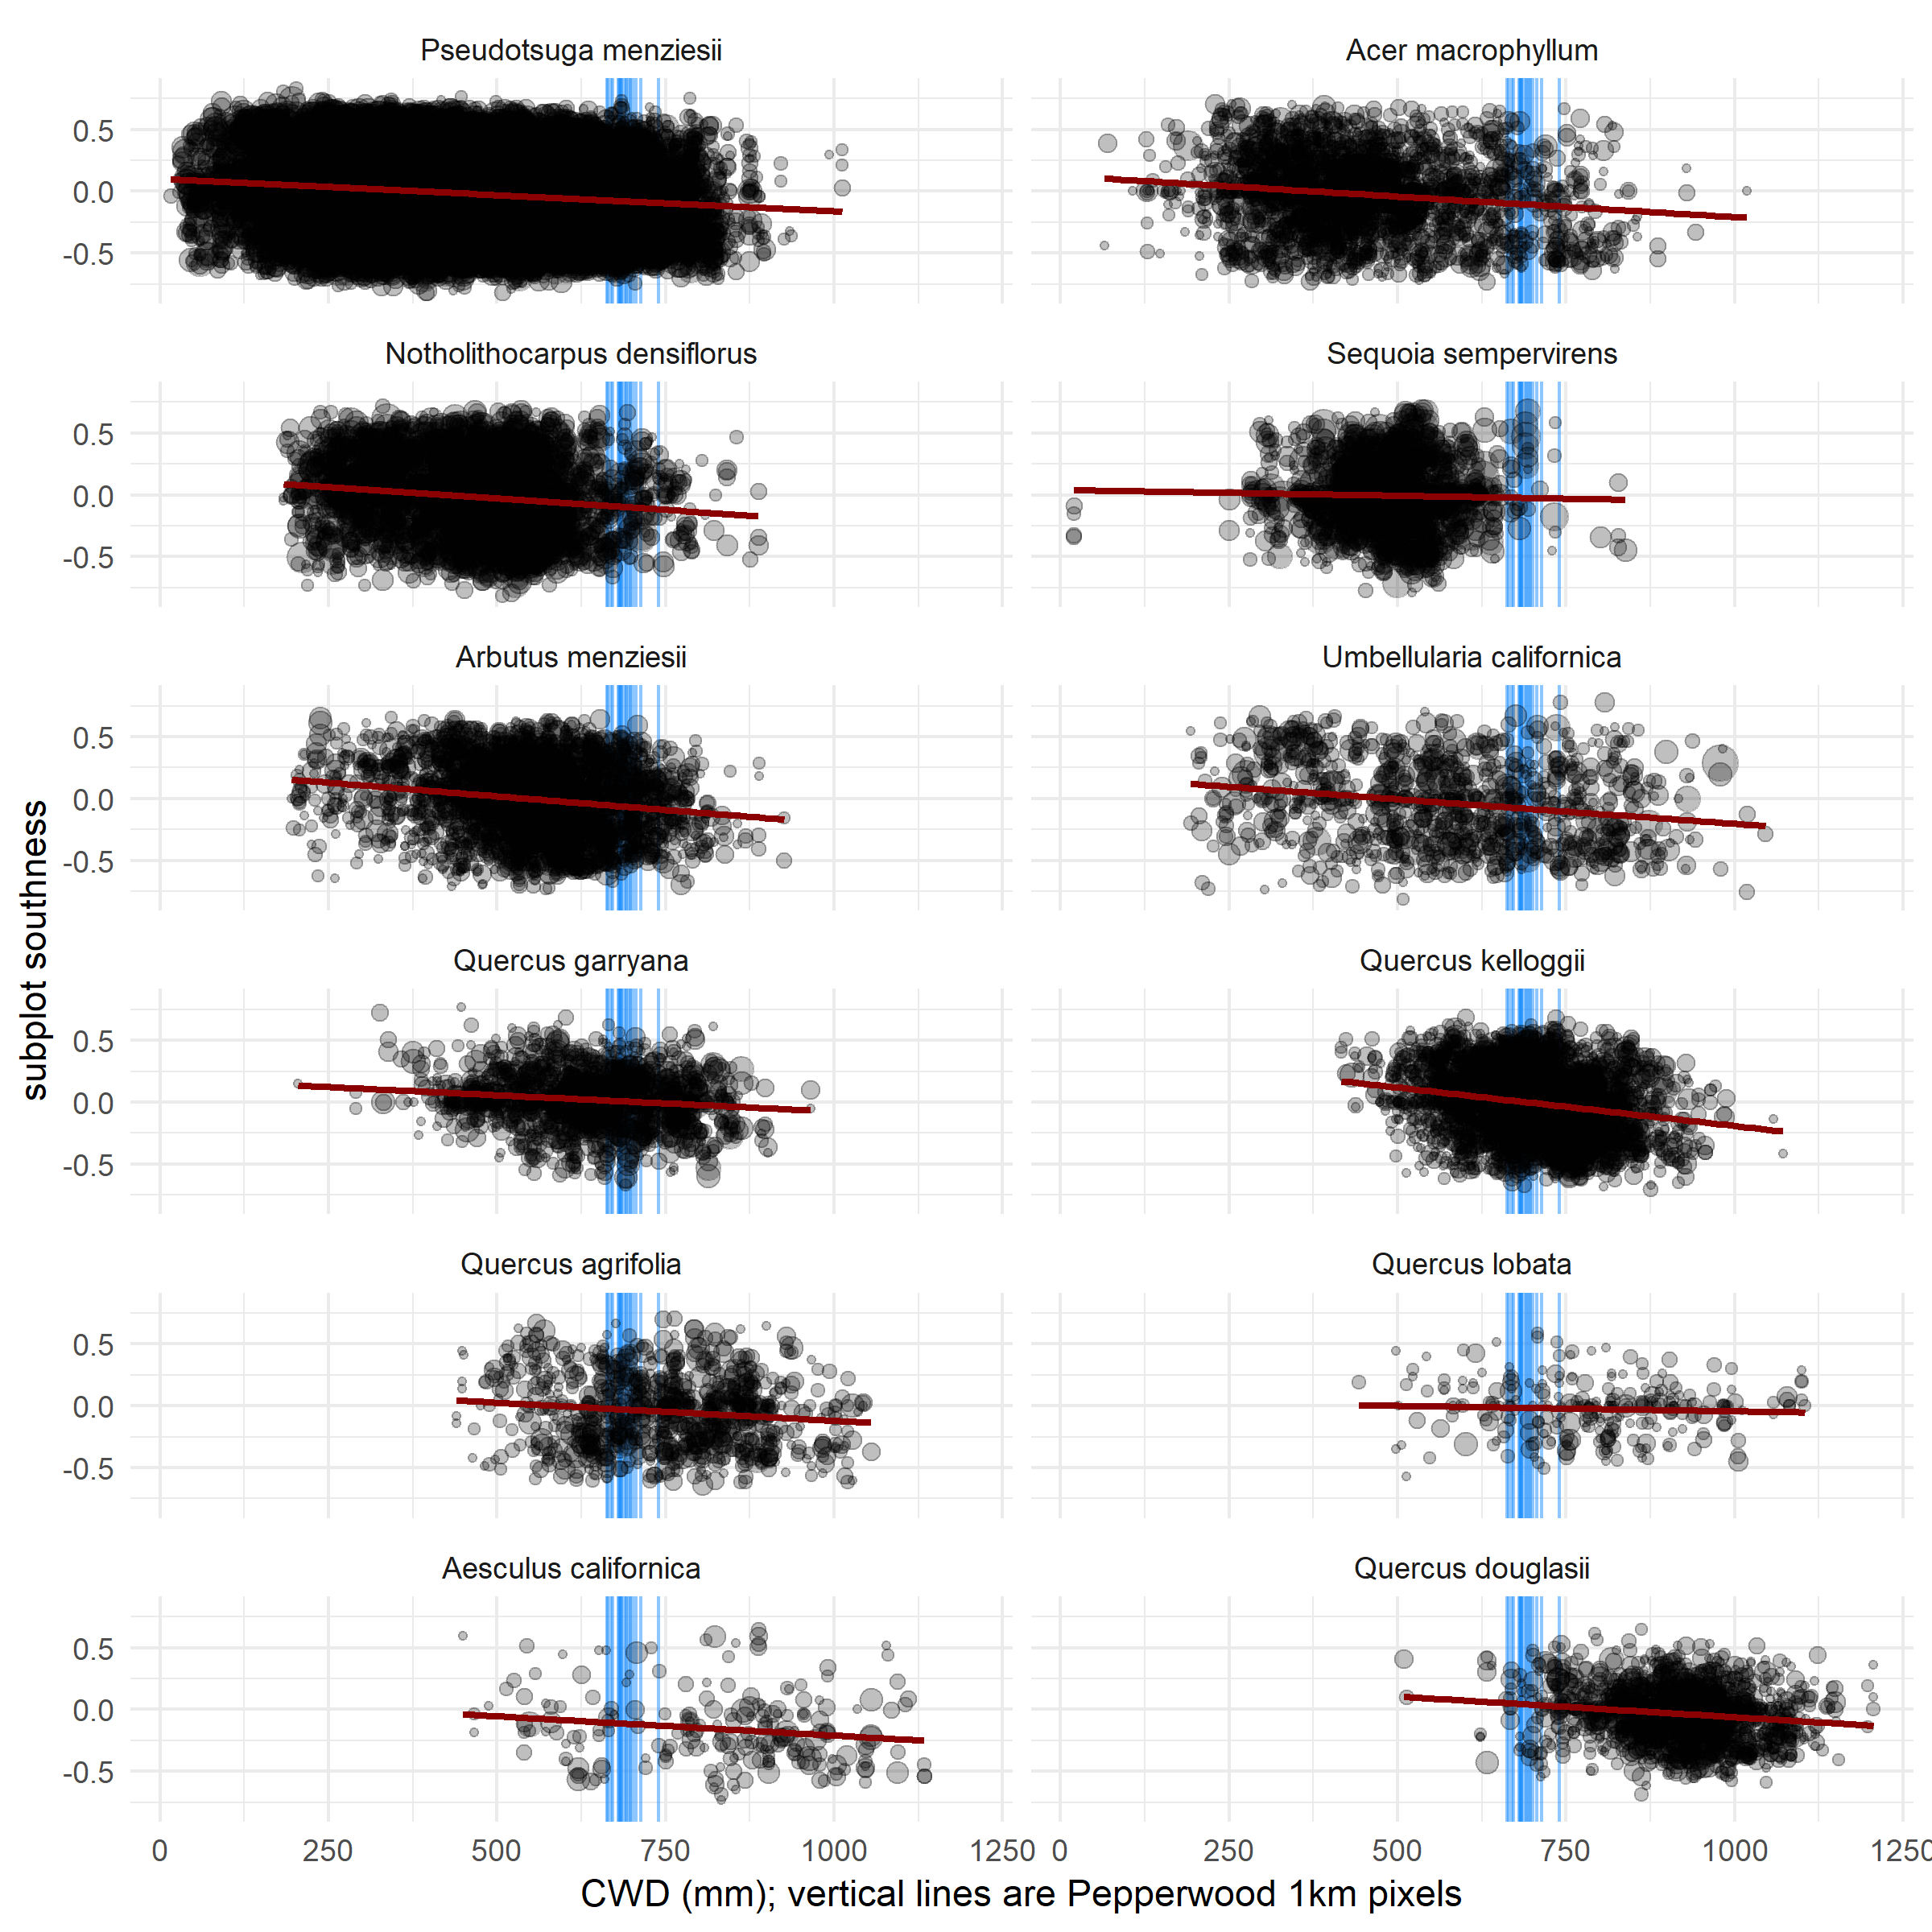 Pseudotsuga menziesii
Acer macrophyllum
0.5
0.0
-0.5
Notholithocarpus densiflorus
Sequoia sempervirens
0.5
0.0
-0.5
Arbutus menziesii
Umbellularia californica
0.5
0.0
-0.5
Quercus garryana
Quercus kelloggii
0.5
0.0
-0.5
Quercus agrifolia
Quercus lobata
0.5
0.0
-0.5
Aesculus californica
Quercus douglasii
0.5
0.0
-0.5
subplot southness
0 250 500 750 1000 1250
0 250 500 750 1000 1250
CWD (mm); vertical lines are Pepperwood 1km pixels